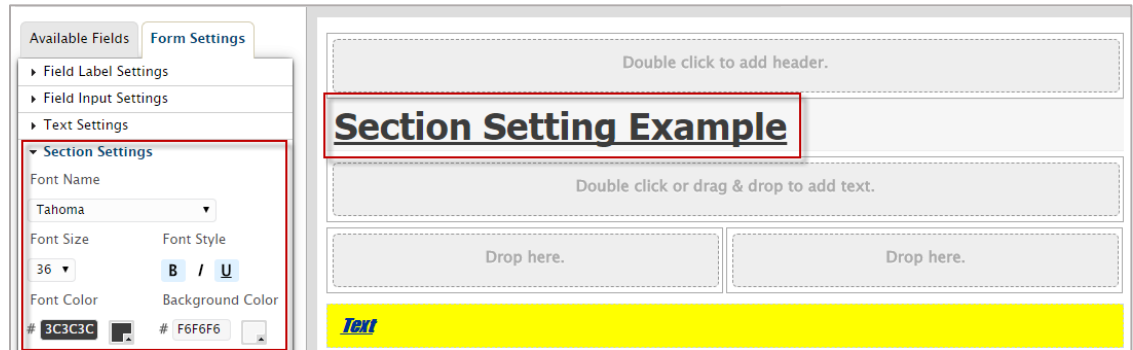 Available Fields Form Settings
Field Label Settings
Field Input Settings
Text Settings
Section Settings
Font Name
Tahoma
Font Size Font Style
36 B I U
Font Color Background Color
# 3C3C3C # F6F6F6
Double click to add header.
Section Setting Example
Double click or drag & drop to add text.
Drop here. Drop here.
Text